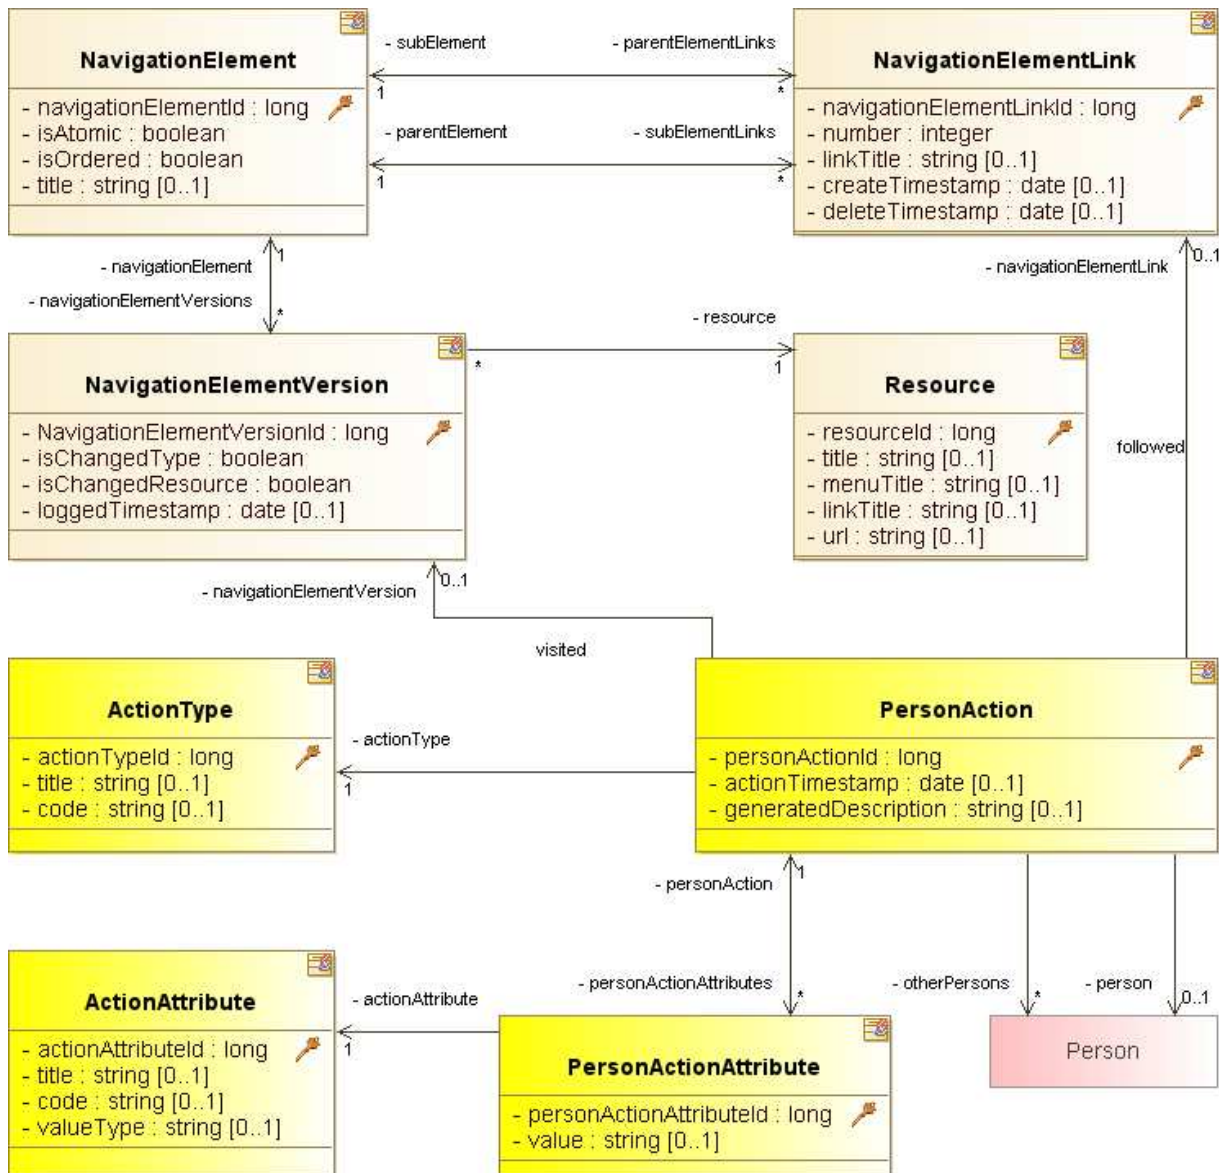 NavigationElement
- navigationElementId : long
- isAtomic : boolean
- isOrdered : boolean
- title : string [0..1]
- subElement
- parentElementLinks
1
*
- parentElement
- subElementLinks
1
*
NavigationElementLink
- navigationElementLinkId : long
- number : integer
- linkTitle : string [0..1]
- createTimestamp : date [0..1]
- deleteTimestamp : date [0..1]
1
- navigationElement
- navigationElementVersions
*
0..1
- navigationElementLink
NavigationElementVersion
- NavigationElementVersionId : long
- isChangedType : boolean
- isChangedResource : boolean
- loggedTimestamp : date [0..1]
- resource
*
1
Resource
- resourceId : long
- title : string [0..1]
- menuTitle : string [0..1]
- linkTitle : string [0..1]
- url : string [0..1]
followed
0..1
- navigationElementVersion
visited
ActionType
- actionTypeId : long
- title : string [0..1]
- code : string [0..1]
- actionType
1
PersonAction
- personActionId : long
- actionTimestamp : date [0..1]
- generatedDescription : string [0..1]
1
- personAction
- personActionAttributes
*
- otherPersons
*
- person
0..1
ActionAttribute
- actionAttributeId : long
- title : string [0..1]
- code : string [0..1]
- valueType : string [0..1]
- actionAttribute
1
PersonActionAttribute
- personActionAttributeId : long
- value : string [0..1]
Person